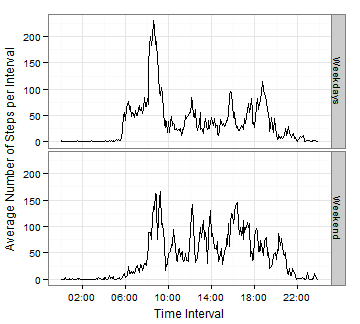 Average Number of Steps per Interval
200
150
100
50
0
Weekdays
200
150
100
50
0
Weekend
02:00 06:00 10:00 14:00 18:00 22:00
Time Interval